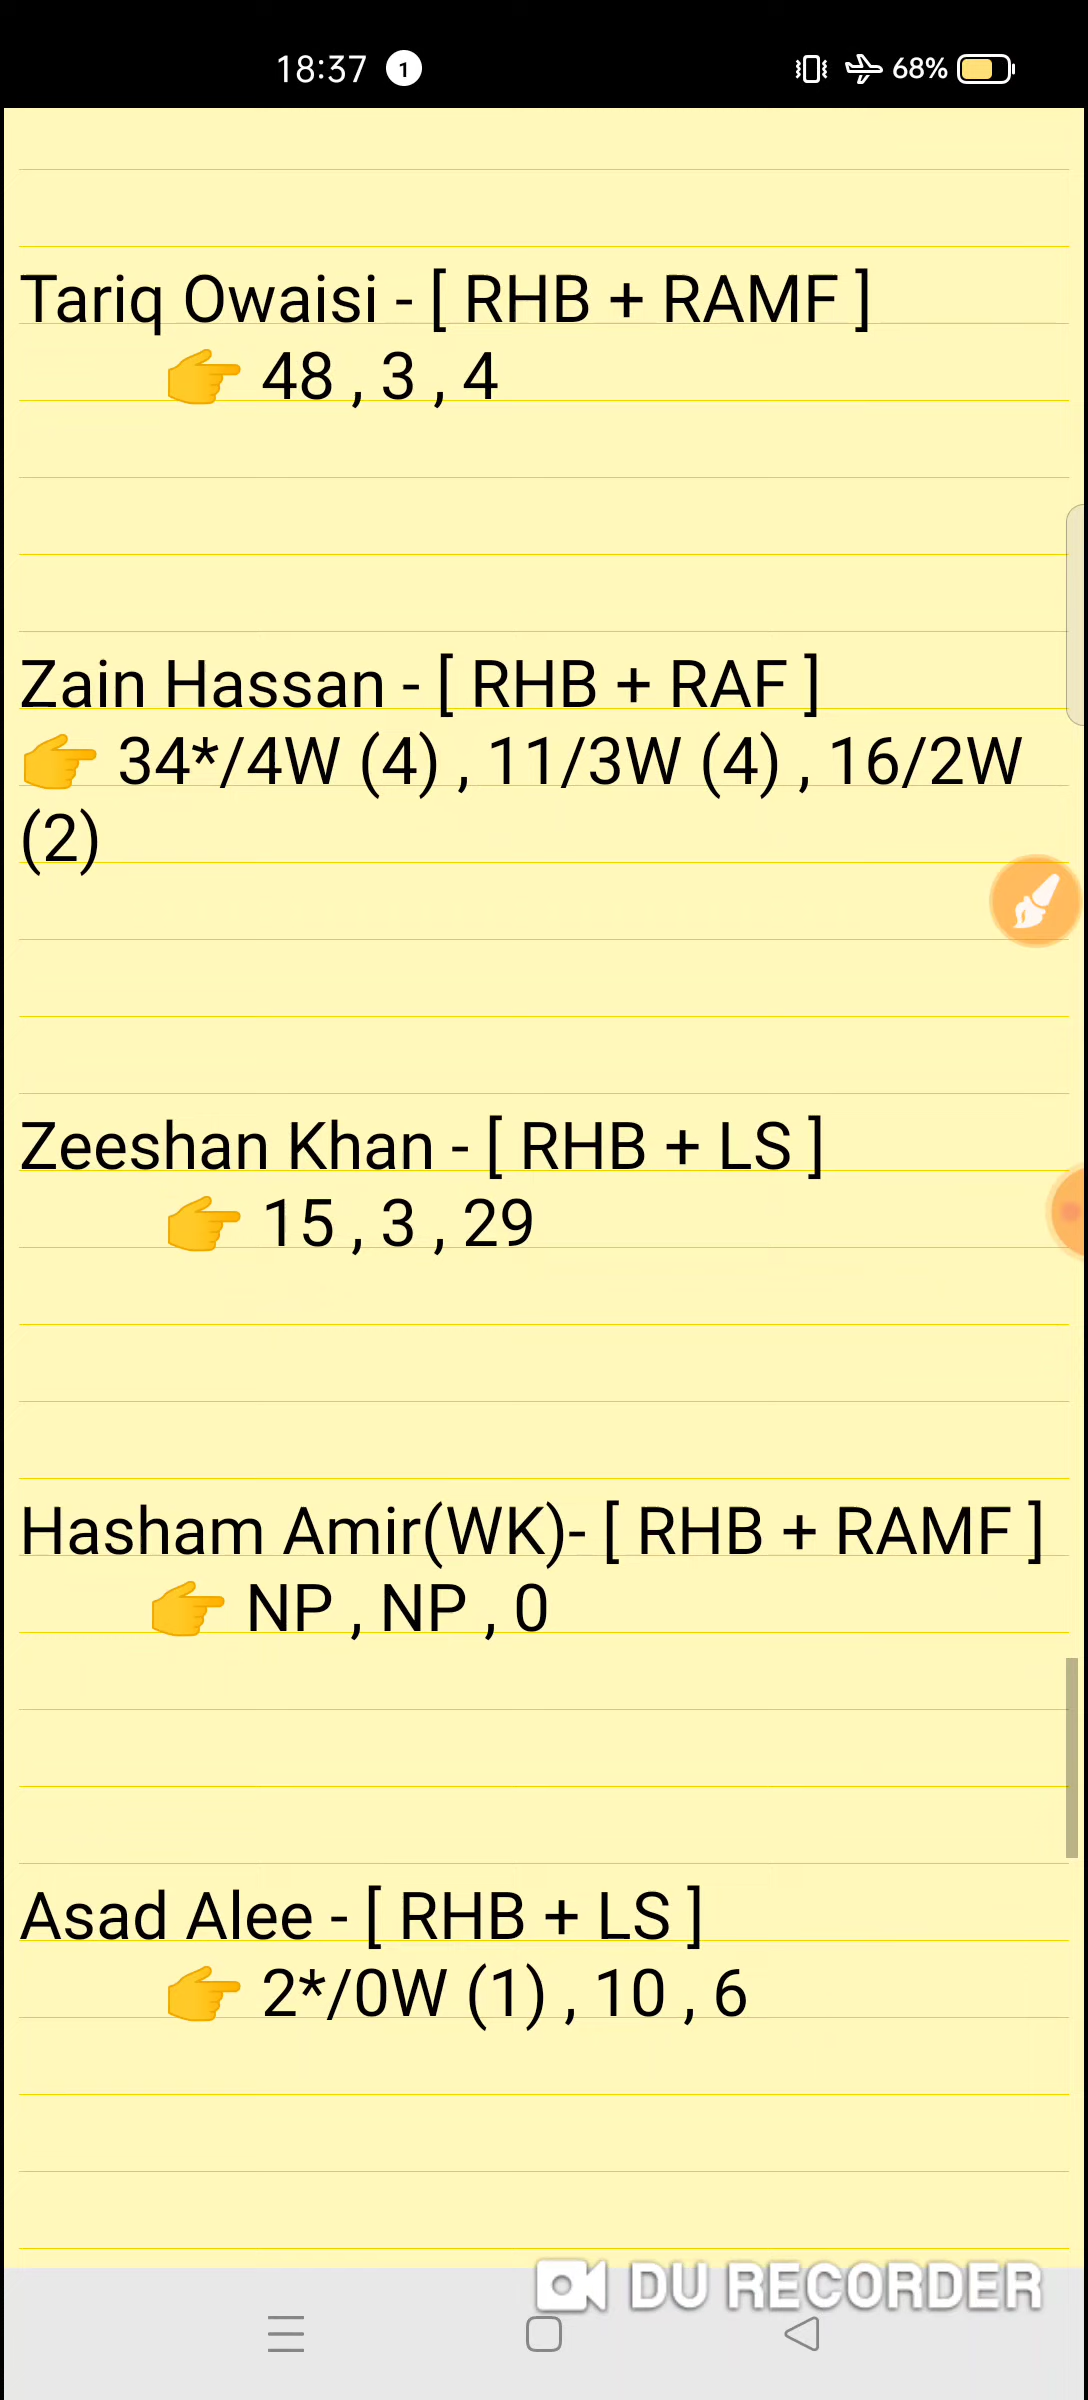 18:37 1 68%
Tariq Owaisi - [ RHB + RAMF ]
👉 48 , 3 , 4
Zain Hassan - [ RHB + RAF ]
👉 34*/4W (4) , 11/3W (4) , 16/2W
(2)
Zeeshan Khan - [ RHB + LS ]
👉 15 , 3 , 29
Hasham Amir(WK)- [ RHB + RAMF ]
👉 NP , NP , 0
Asad Alee - [ RHB + LS ]
👉 2*/0W (1) , 10 , 6
DU RECORDER